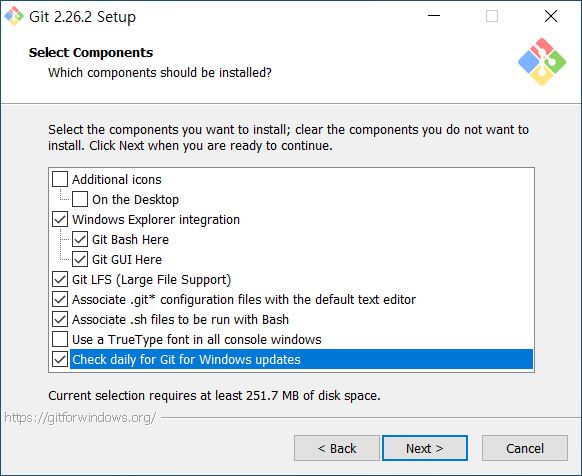 Git 2.26.2 Setup
Select Components
Which components should be installed?
Select the components you want to install; clear the components you do not want to
install. Click Next when you are ready to continue.
Additional icons
On the Desktop
Windows Explorer integration
Git Bash Here
Git GUI Here
Git LFS (Large File Support)
Associate .git* configuration files with the default text editor
Associate .sh files to be run with Bash
Use a TrueType font in all console windows
Check daily for Git for Windows updates
Current selection requires at least 251.7 MB of disk space.
https://gitforwindows.org/
< Back
Next >
Cancel